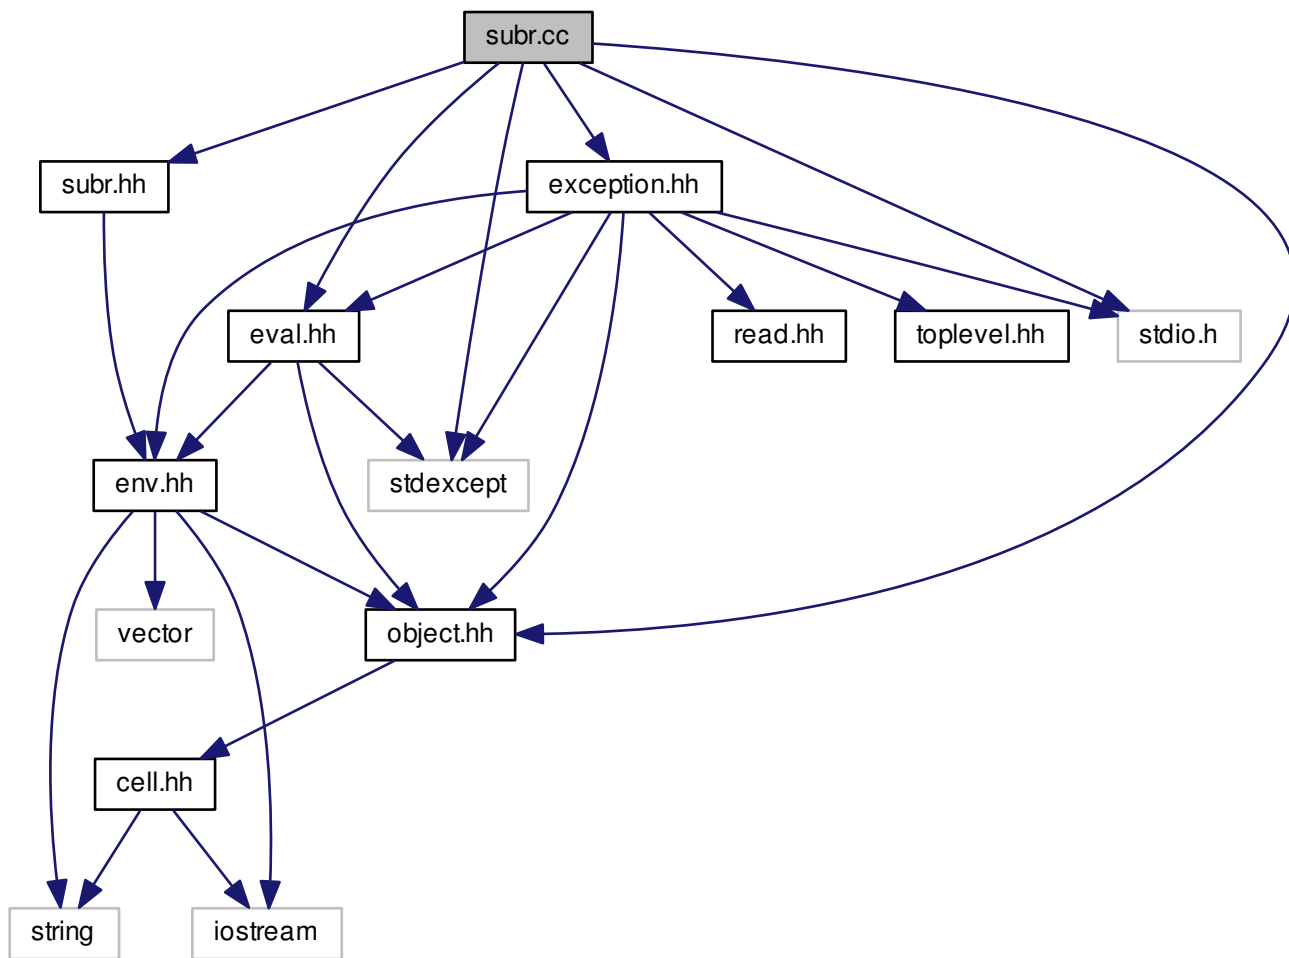 subr.cc
subr.hh
exception.hh
eval.hh
read.hh
toplevel.hh
stdio.h
env.hh
stdexcept
vector
object.hh
cell.hh
string
iostream